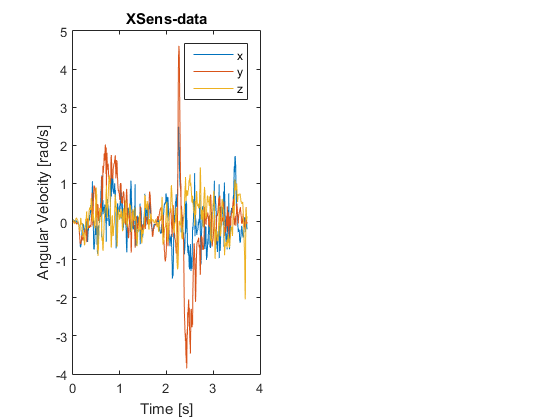 XSens-data
Angular Velocity [rad/s]
5
4
3
2
1
0
-1
-2
-3
-4
0 1 2 3 4
Time [s]
x
y
z